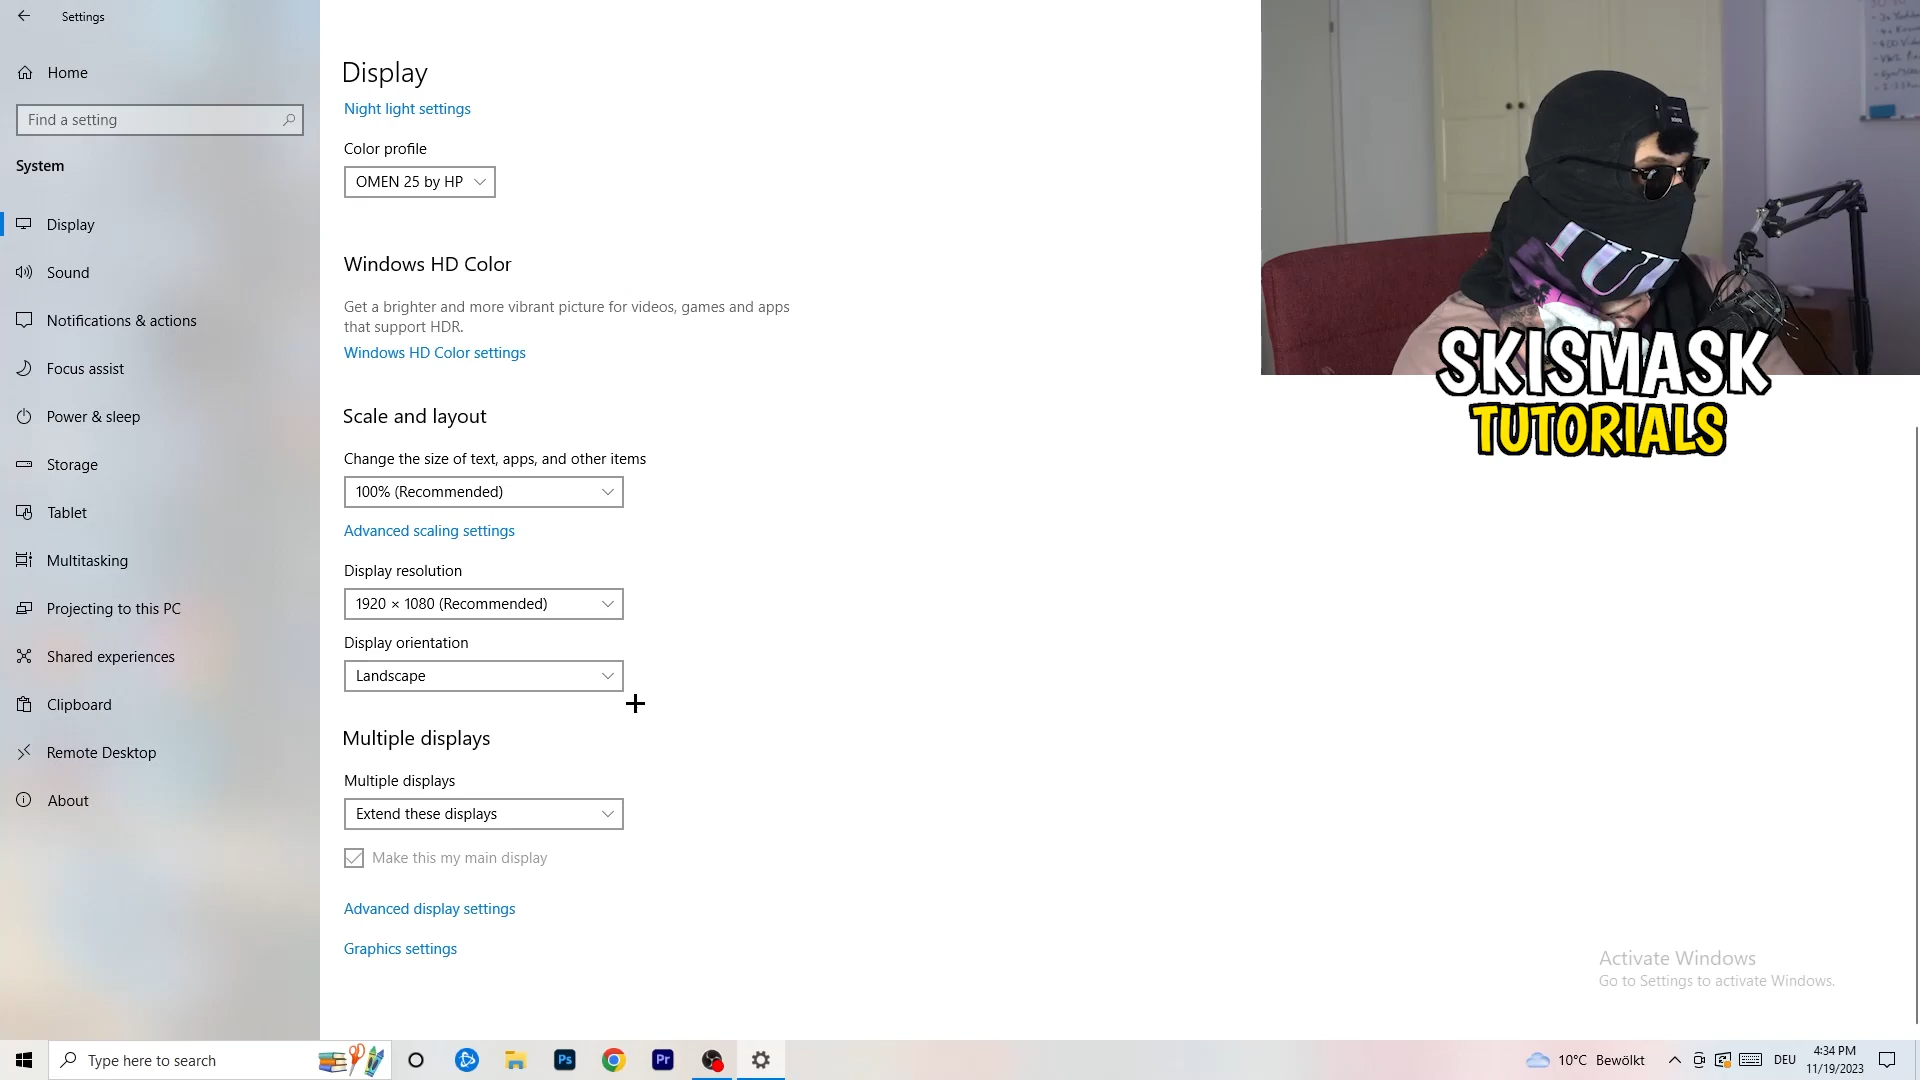 Settings
Home
Find a setting
System
Display
Sound
Notifications & actions
Focus assist
Power & sleep
Storage
Tablet
Multitasking
Projecting to this PC
Shared experiences
Clipboard
Remote Desktop
About
Display
Night light settings
Color profile
OMEN 25 by HP
Windows HD Color
Get a brighter and more vibrant picture for videos, games and apps
that support HDR.
Windows HD Color settings
Scale and layout
Change the size of text, apps, and other items
100% (Recommended)
Advanced scaling settings
Display resolution
1920 × 1080 (Recommended)
Display orientation
Landscape
Multiple displays
Multiple displays
Extend these displays
Make this my main display
Advanced display settings
Graphics settings
SKISMASK
TUTORIALS
Activate Windows
Go to Settings to activate Windows.
Type here to search
Ps
Pr
10°C Bewölkt
DEU
4:34 PM
11/19/2023